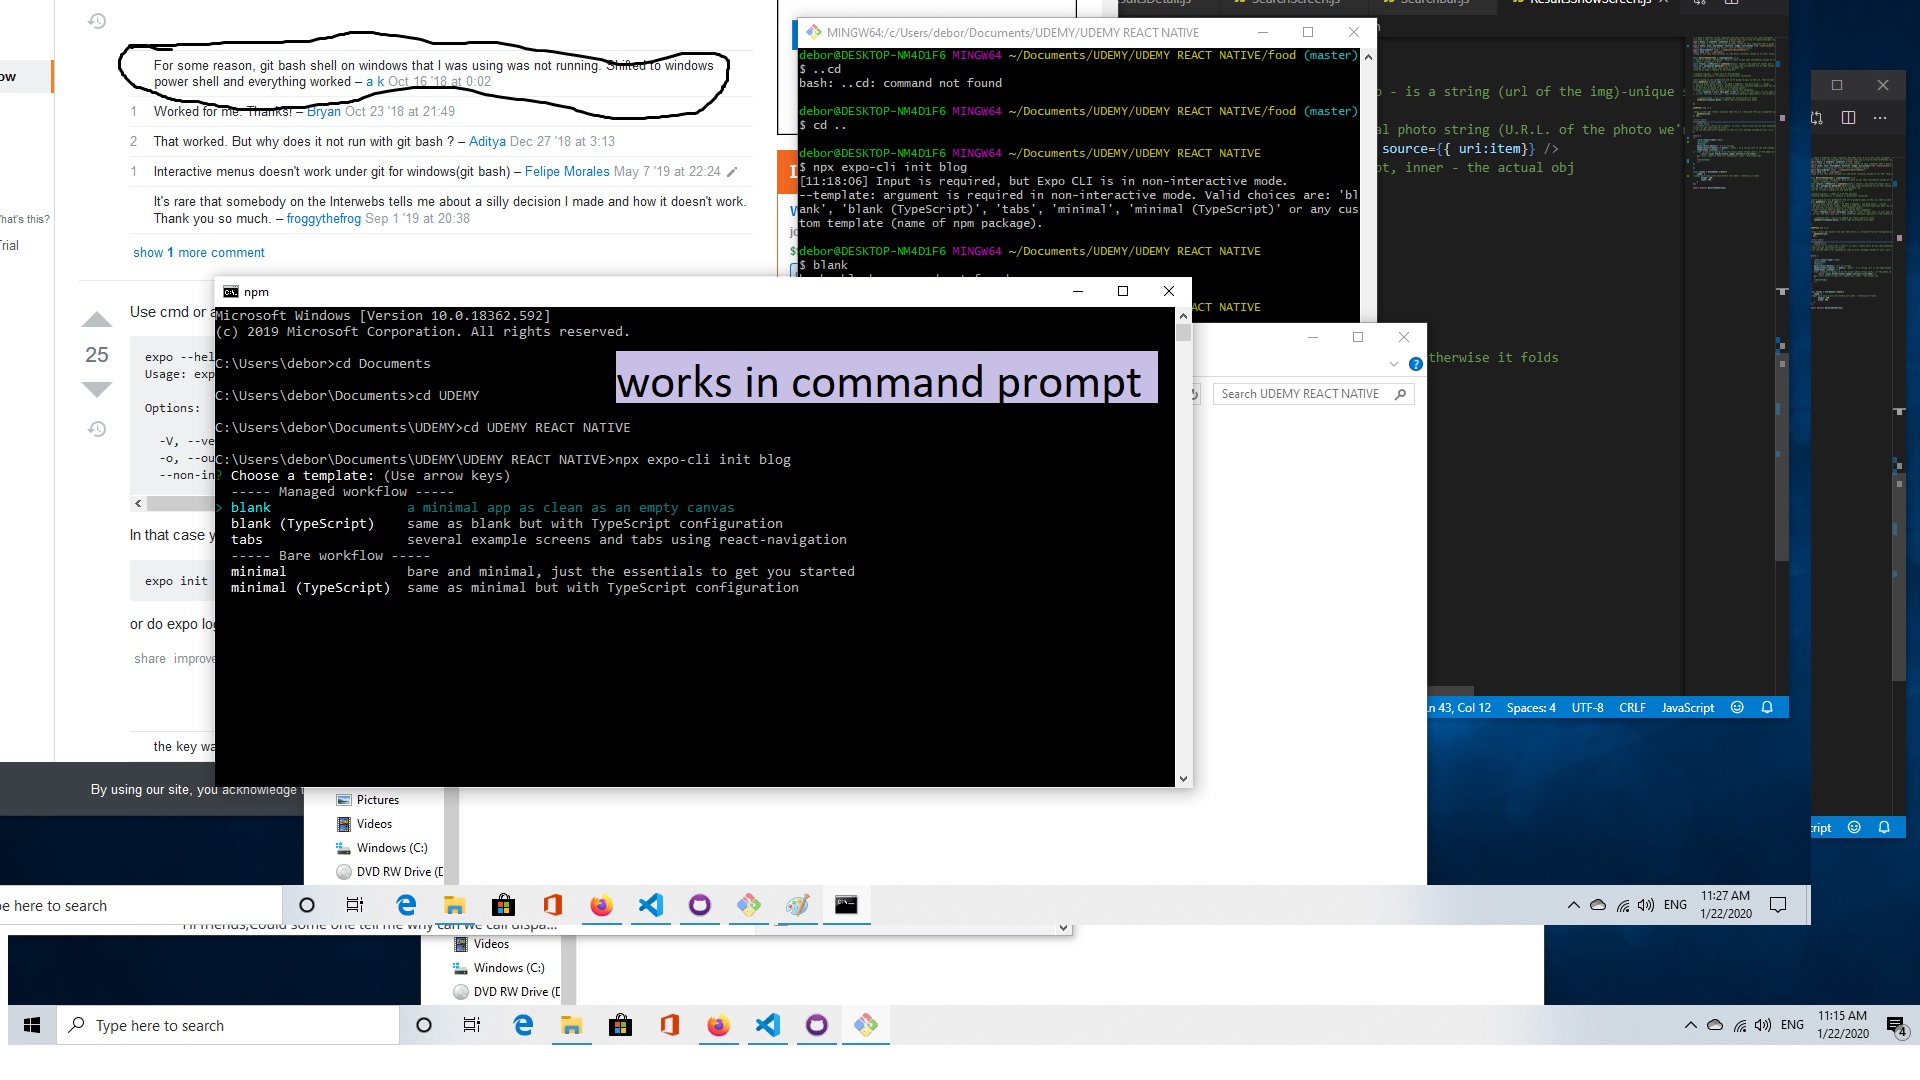 ow
For some reason, git bash shell on windows that I was using was not running. Shifted to windows
power shell and everything worked – a k Oct 16 '18 at 0:02
1 Worked for me. Thanks! – Bryan Oct 23 '18 at 21:49
2 That worked. But why does it not run with git bash ? – Aditya Dec 27 '18 at 3:13
1 Interactive menus doesn't work under git for windows(git bash) – Felipe Morales May 7 '19 at 22:24
It's rare that somebody on the Interwebs tells me about a silly decision I made and how it doesn't work.
Thank you so much. – froggythefrog Sep 1 '19 at 20:38
hat's this?
rial
show 1 more comment
25
Use cmd or a
expo --hel
Usage: exp
Options:
-V, --ve
-o, --ou
--non-in
In that case y
expo init
or do expo log
share improve
the key wa
By using our site, you acknowledge t
MINGW64:/c/Users/debor/Documents/UDEMY/UDEMY REACT NATIVE
debor@DESKTOP-NM4D1F6 MINGW64 ~/Documents/UDEMY/UDEMY REACT NATIVE/food (master)
$ ..cd
bash: ..cd: command not found
debor@DESKTOP-NM4D1F6 MINGW64 ~/Documents/UDEMY/UDEMY REACT NATIVE/food (master)
$ cd ..
debor@DESKTOP-NM4D1F6 MINGW64 ~/Documents/UDEMY/UDEMY REACT NATIVE
$ npx expo-cli init blog
[11:18:06] Input is required, but Expo CLI is in non-interactive mode.
--template: argument is required in non-interactive mode. Valid choices are: 'bl
ank', 'blank (TypeScript)', 'tabs', 'minimal', 'minimal (TypeScript)' or any cus
tom template (name of npm package).
debor@DESKTOP-NM4D1F6 MINGW64 ~/Documents/UDEMY/UDEMY REACT NATIVE
$ blank
ACT NATIVE
npm
Microsoft Windows [Version 10.0.18362.592]
(c) 2019 Microsoft Corporation. All rights reserved.
C:\Users\debor>cd Documents
works in command prompt
C:\Users\debor\Documents>cd UDEMY
C:\Users\debor\Documents\UDEMY>cd UDEMY REACT NATIVE
C:\Users\debor\Documents\UDEMY\UDEMY REACT NATIVE>npx expo-cli init blog
? Choose a template: (Use arrow keys)
----- Managed workflow -----
> blank a minimal app as clean as an empty canvas
blank (TypeScript) same as blank but with TypeScript configuration
tabs several example screens and tabs using react-navigation
----- Bare workflow -----
minimal bare and minimal, just the essentials to get you started
minimal (TypeScript) same as minimal but with TypeScript configuration
- is a string (url of the img)-unique
al photo string (U.R.L. of the photo we'r
source={{ uri:item}} />
ot, inner - the actual obj
therwise it folds
Search UDEMY REACT NATIVE
Ln 43, Col 12 Spaces: 4 UTF-8 CRLF JavaScript
ript
Pictures
Videos
Windows (C:)
DVD RW Drive (D
e here to search
ENG
11:27 AM
1/22/2020
Videos
Windows (C:)
DVD RW Drive (D
Type here to search
ENG
11:15 AM
1/22/2020
4